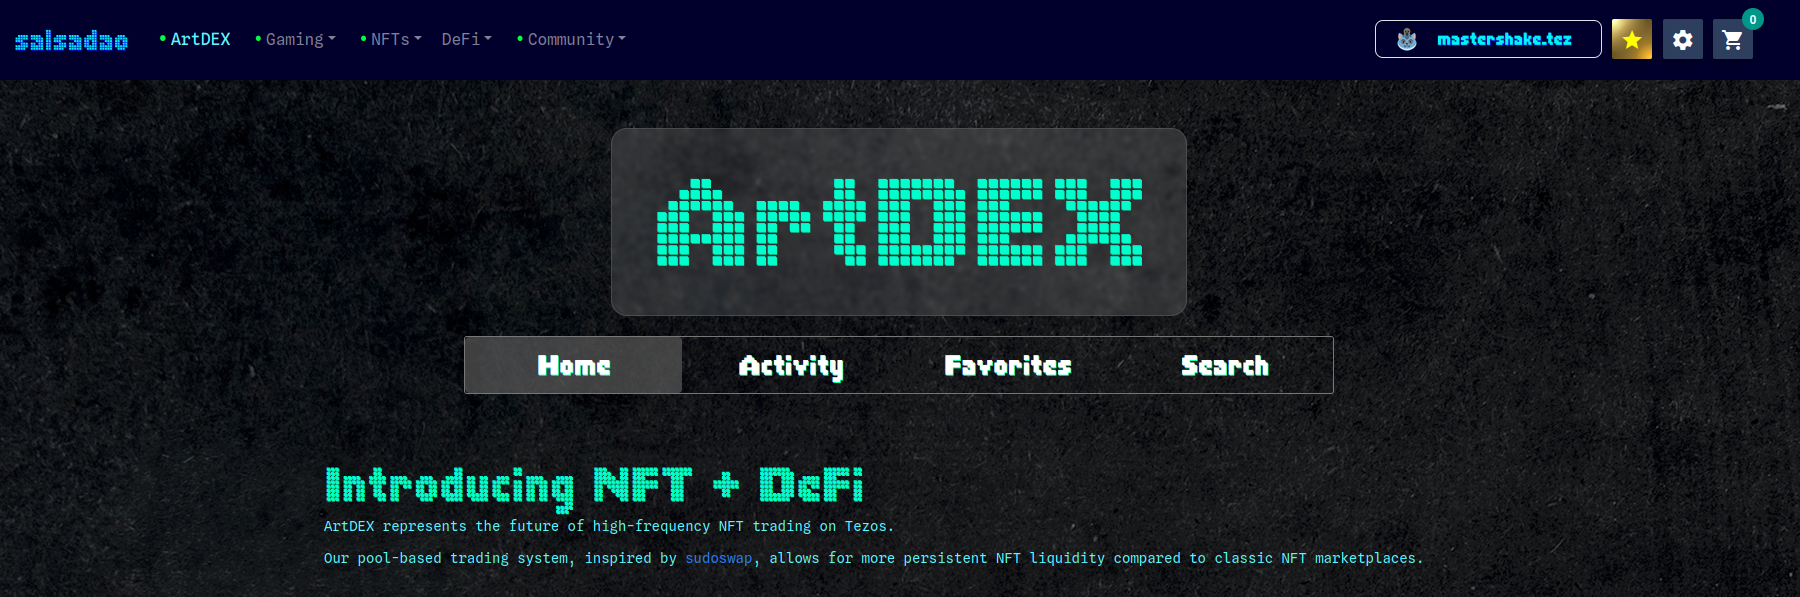 salsadao • ArtDEX • Gaming • NFTs DeFi • Community mastershake.tez 0
ArtDEX
Home Activity Favorites Search
Introducing NFT + DeFi
ArtDEX represents the future of high-frequency NFT trading on Tezos.
Our pool-based trading system, inspired by sudoswap, allows for more persistent NFT liquidity compared to classic NFT marketplaces.